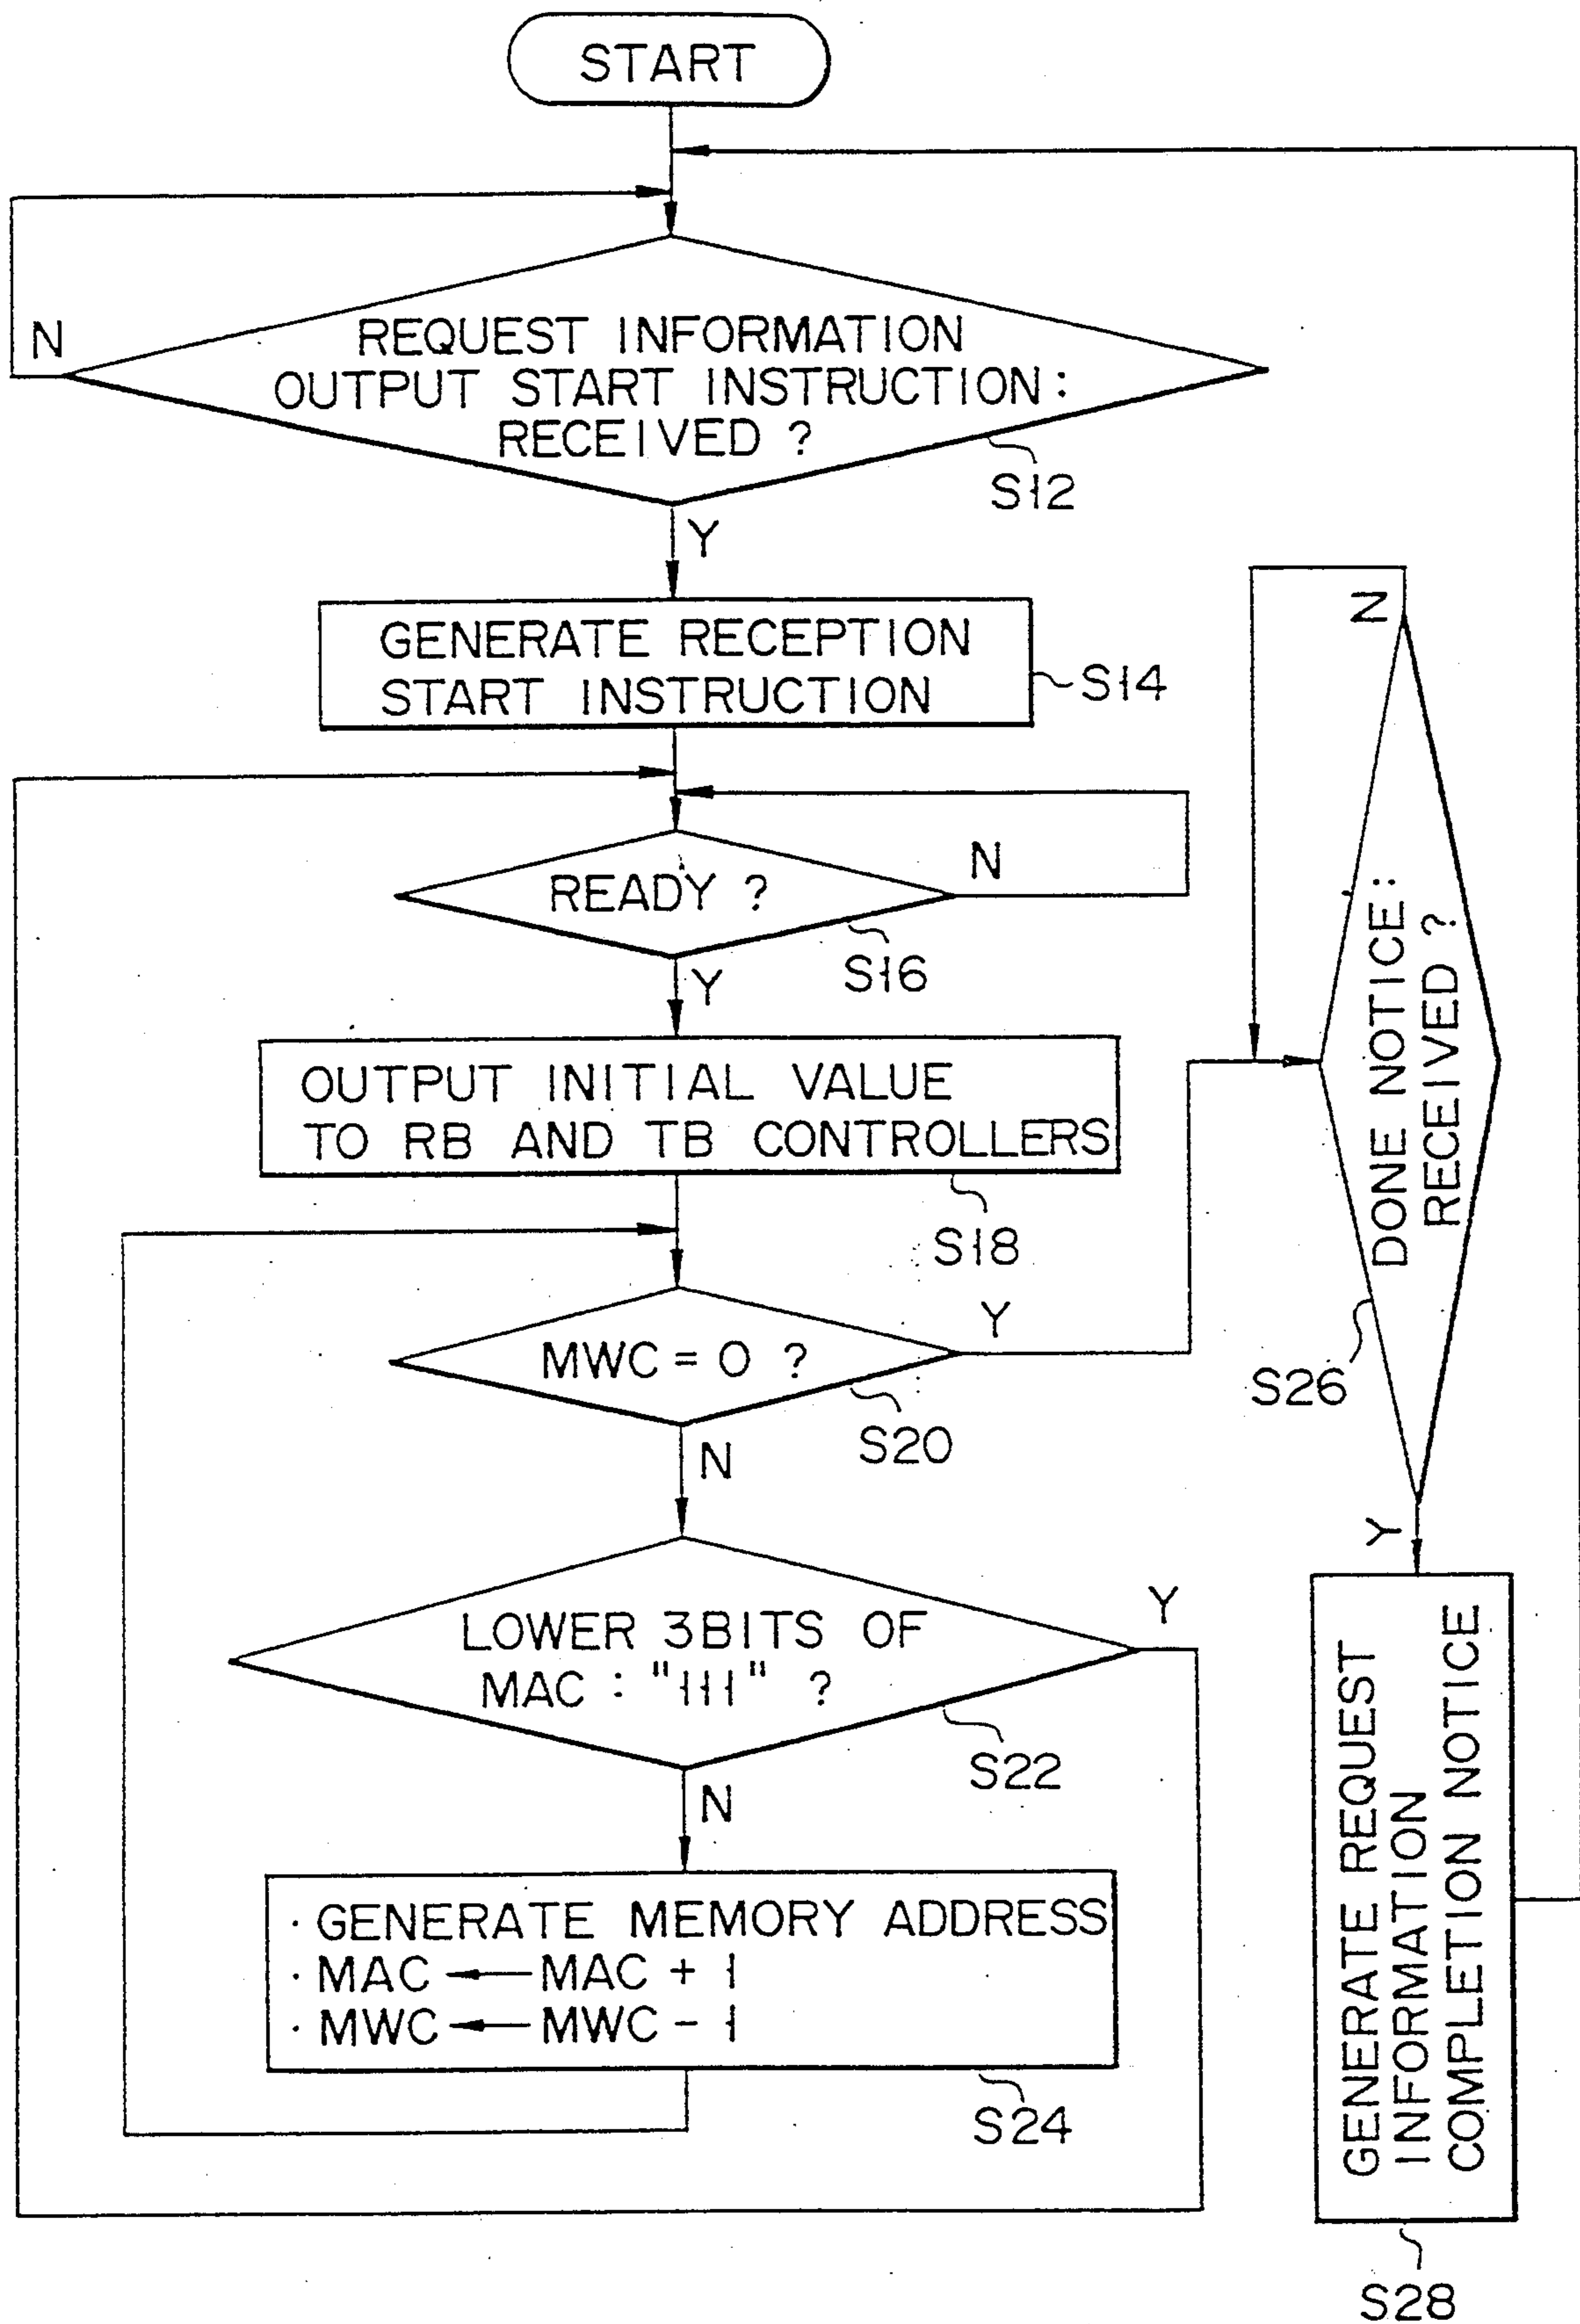 START
N
REQUEST INFORMATION
OUTPUT START INSTRUCTION:
RECEIVED ?
S12
Y
GENERATE RECEPTION
START INSTRUCTION
S14
READY ?
N
S16
Y
OUTPUT INITIAL VALUE
TO RB AND TB CONTROLLERS
S18
MWC = 0 ?
Y
S20
N
LOWER 3BITS OF
MAC : "111" ?
Y
S22
N
· GENERATE MEMORY ADDRESS
· MAC ← MAC + 1
· MWC ← MWC - 1
S24
N
DONE NOTICE:
RECEIVED ?
S26
Y
GENERATE REQUEST
INFORMATION
COMPLETION NOTICE
S28